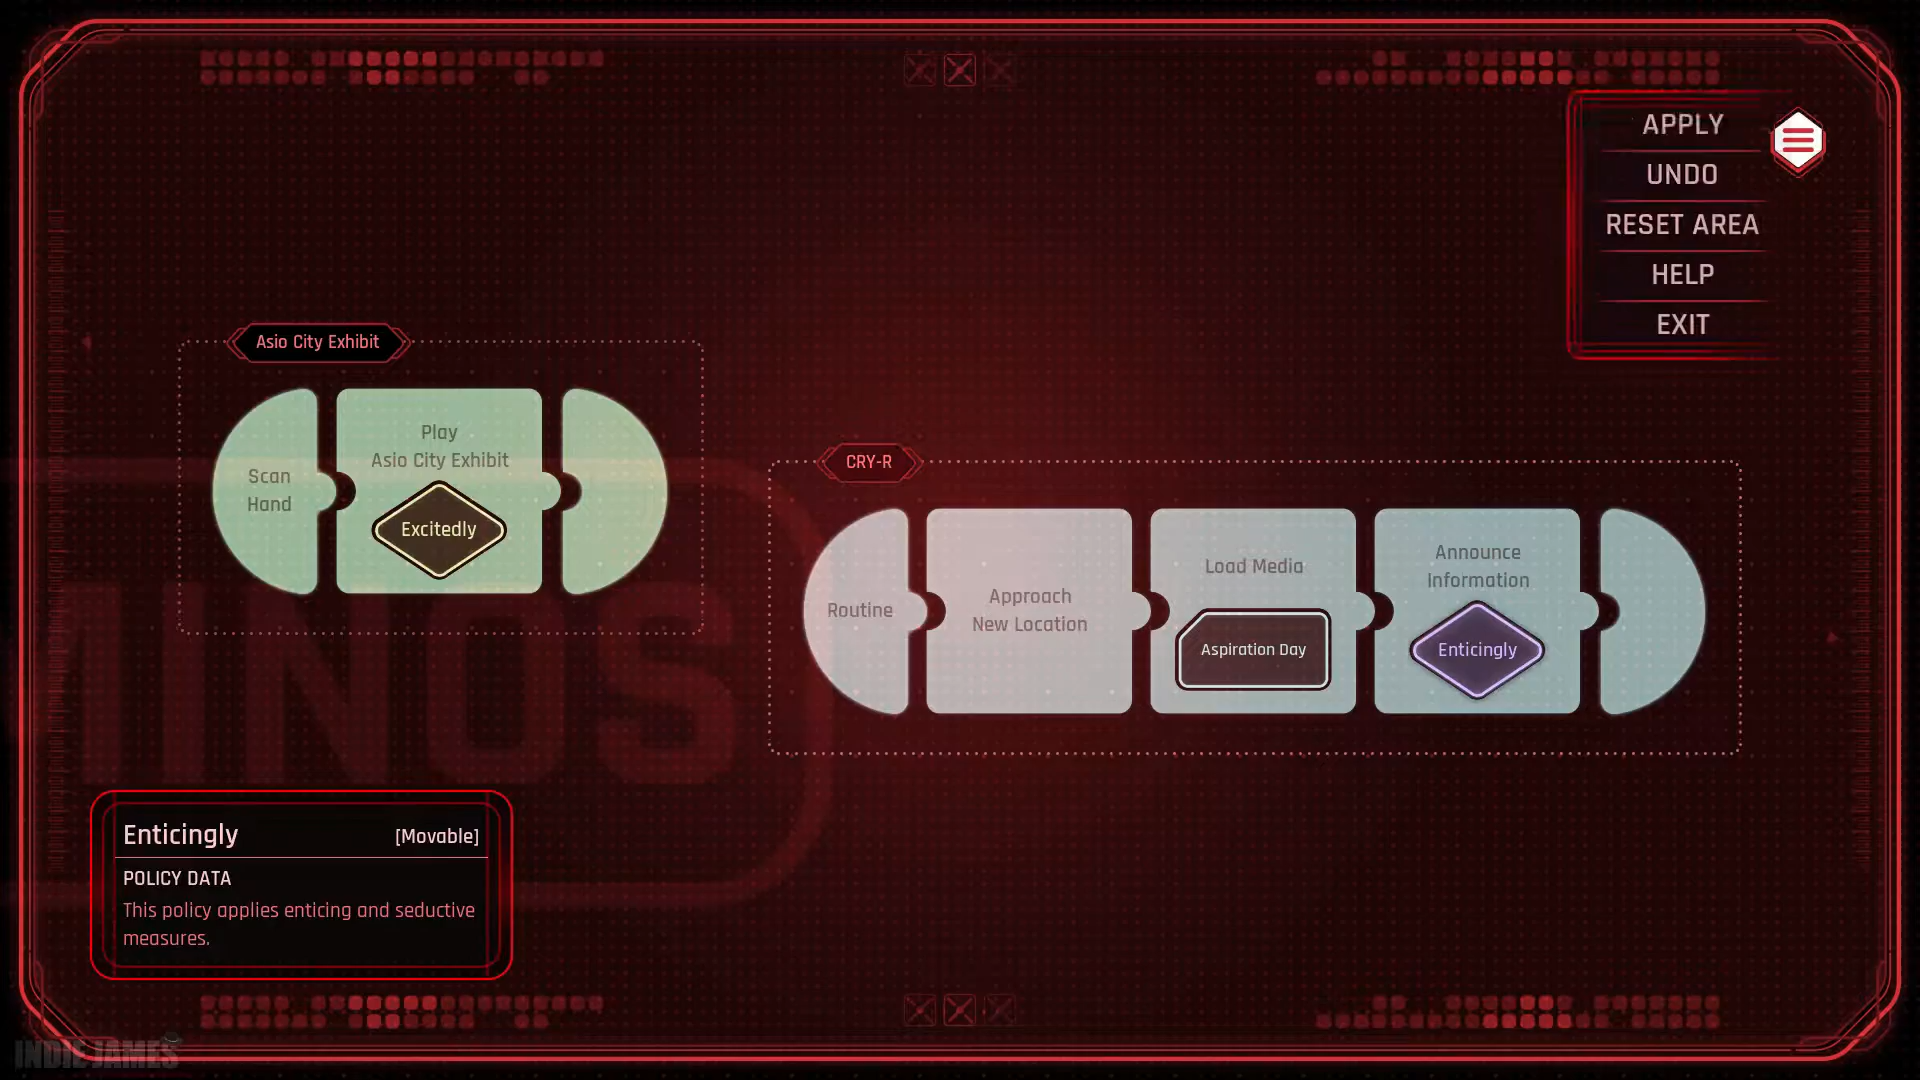 APPLY
UNDO
RESET AREA
HELP
EXIT
Asio City Exhibit
Scan
Hand
Play
Asio City Exhibit
Excitedly
CRY-R
Routine
Approach
New Location
Load Media
Aspiration Day
Announce
Information
Enticingly
MINOS
Enticingly [Movable]
POLICY DATA
This policy applies enticing and seductive
measures.
INDIE JAMES